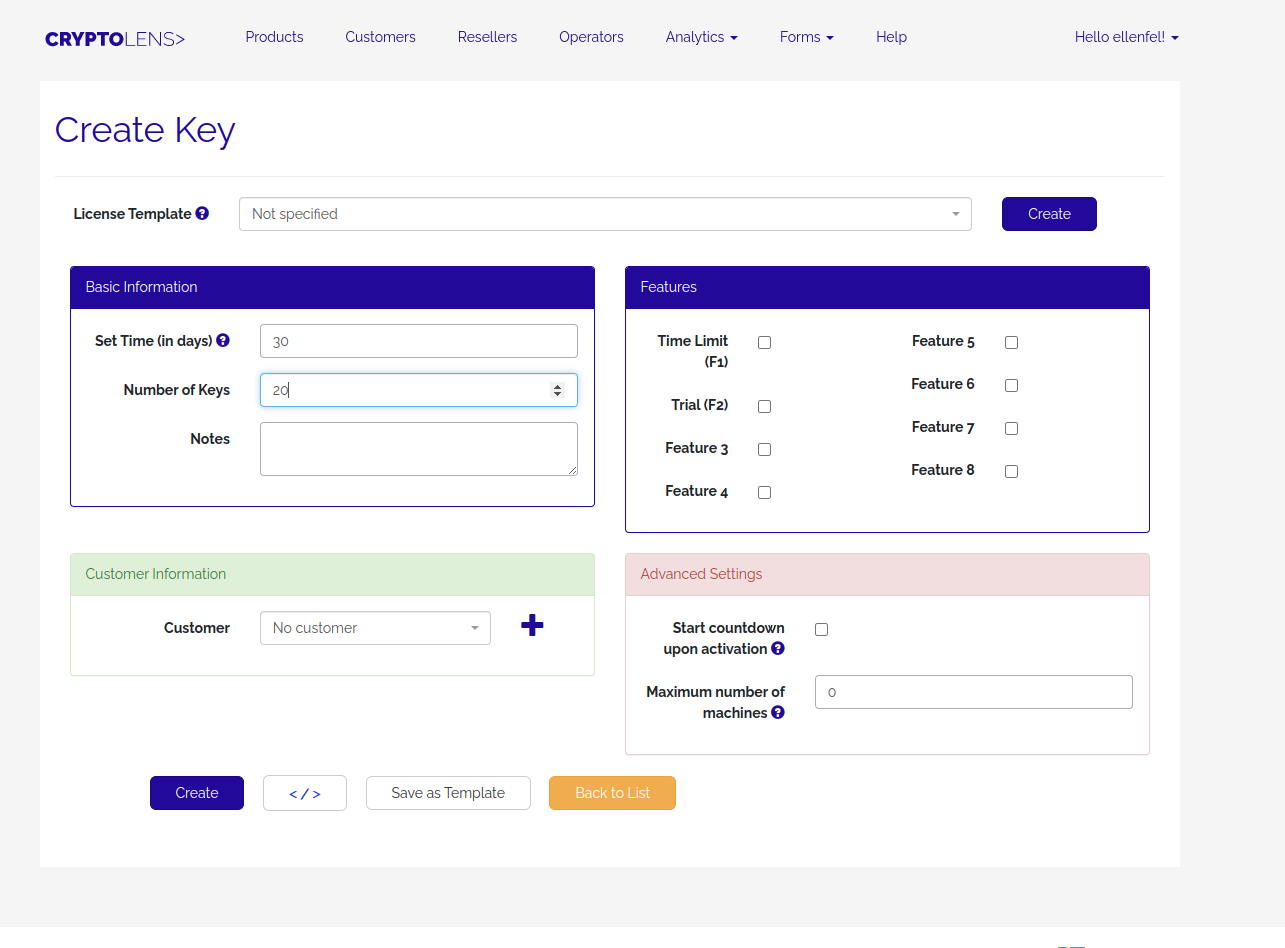 CRYPTOLENS> Products Customers Resellers Operators Analytics Forms Help Hello ellenfel!
Create Key
License Template ? Not specified Create
Basic Information
Set Time (in days) ? 30
Number of Keys 20
Notes
Features
Time Limit
(F1)
Trial (F2)
Feature 3
Feature 4
Feature 5
Feature 6
Feature 7
Feature 8
Customer Information
Customer No customer
Advanced Settings
Start countdown
upon activation ?
Maximum number of
machines ?
0
Create </> Save as Template Back to List